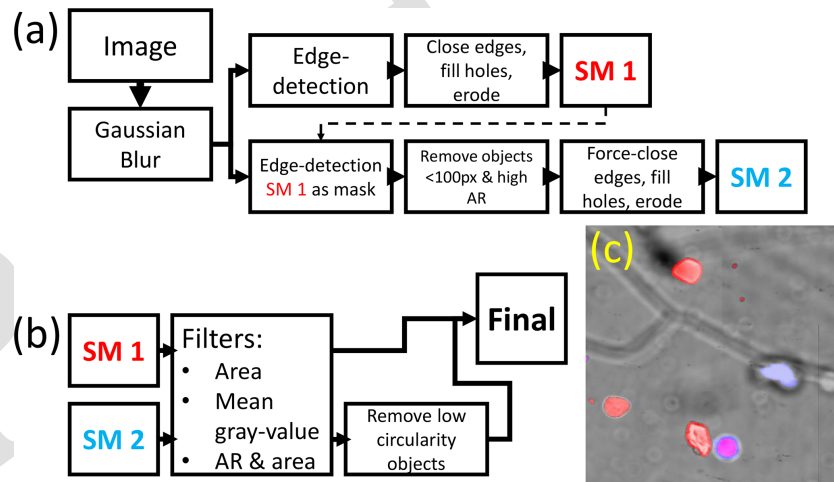 (a)
Image
Gaussian
Blur
Edge-
detection
Close edges,
fill holes,
erode
SM 1
Edge-detection
SM 1 as mask
Remove objects
<100px & high
AR
Force-close
edges, fill
holes, erode
SM 2
(b)
SM 1
SM 2
Filters:
• Area
• Mean
gray-value
• AR & area
Remove low
circularity
objects
Final
(c)